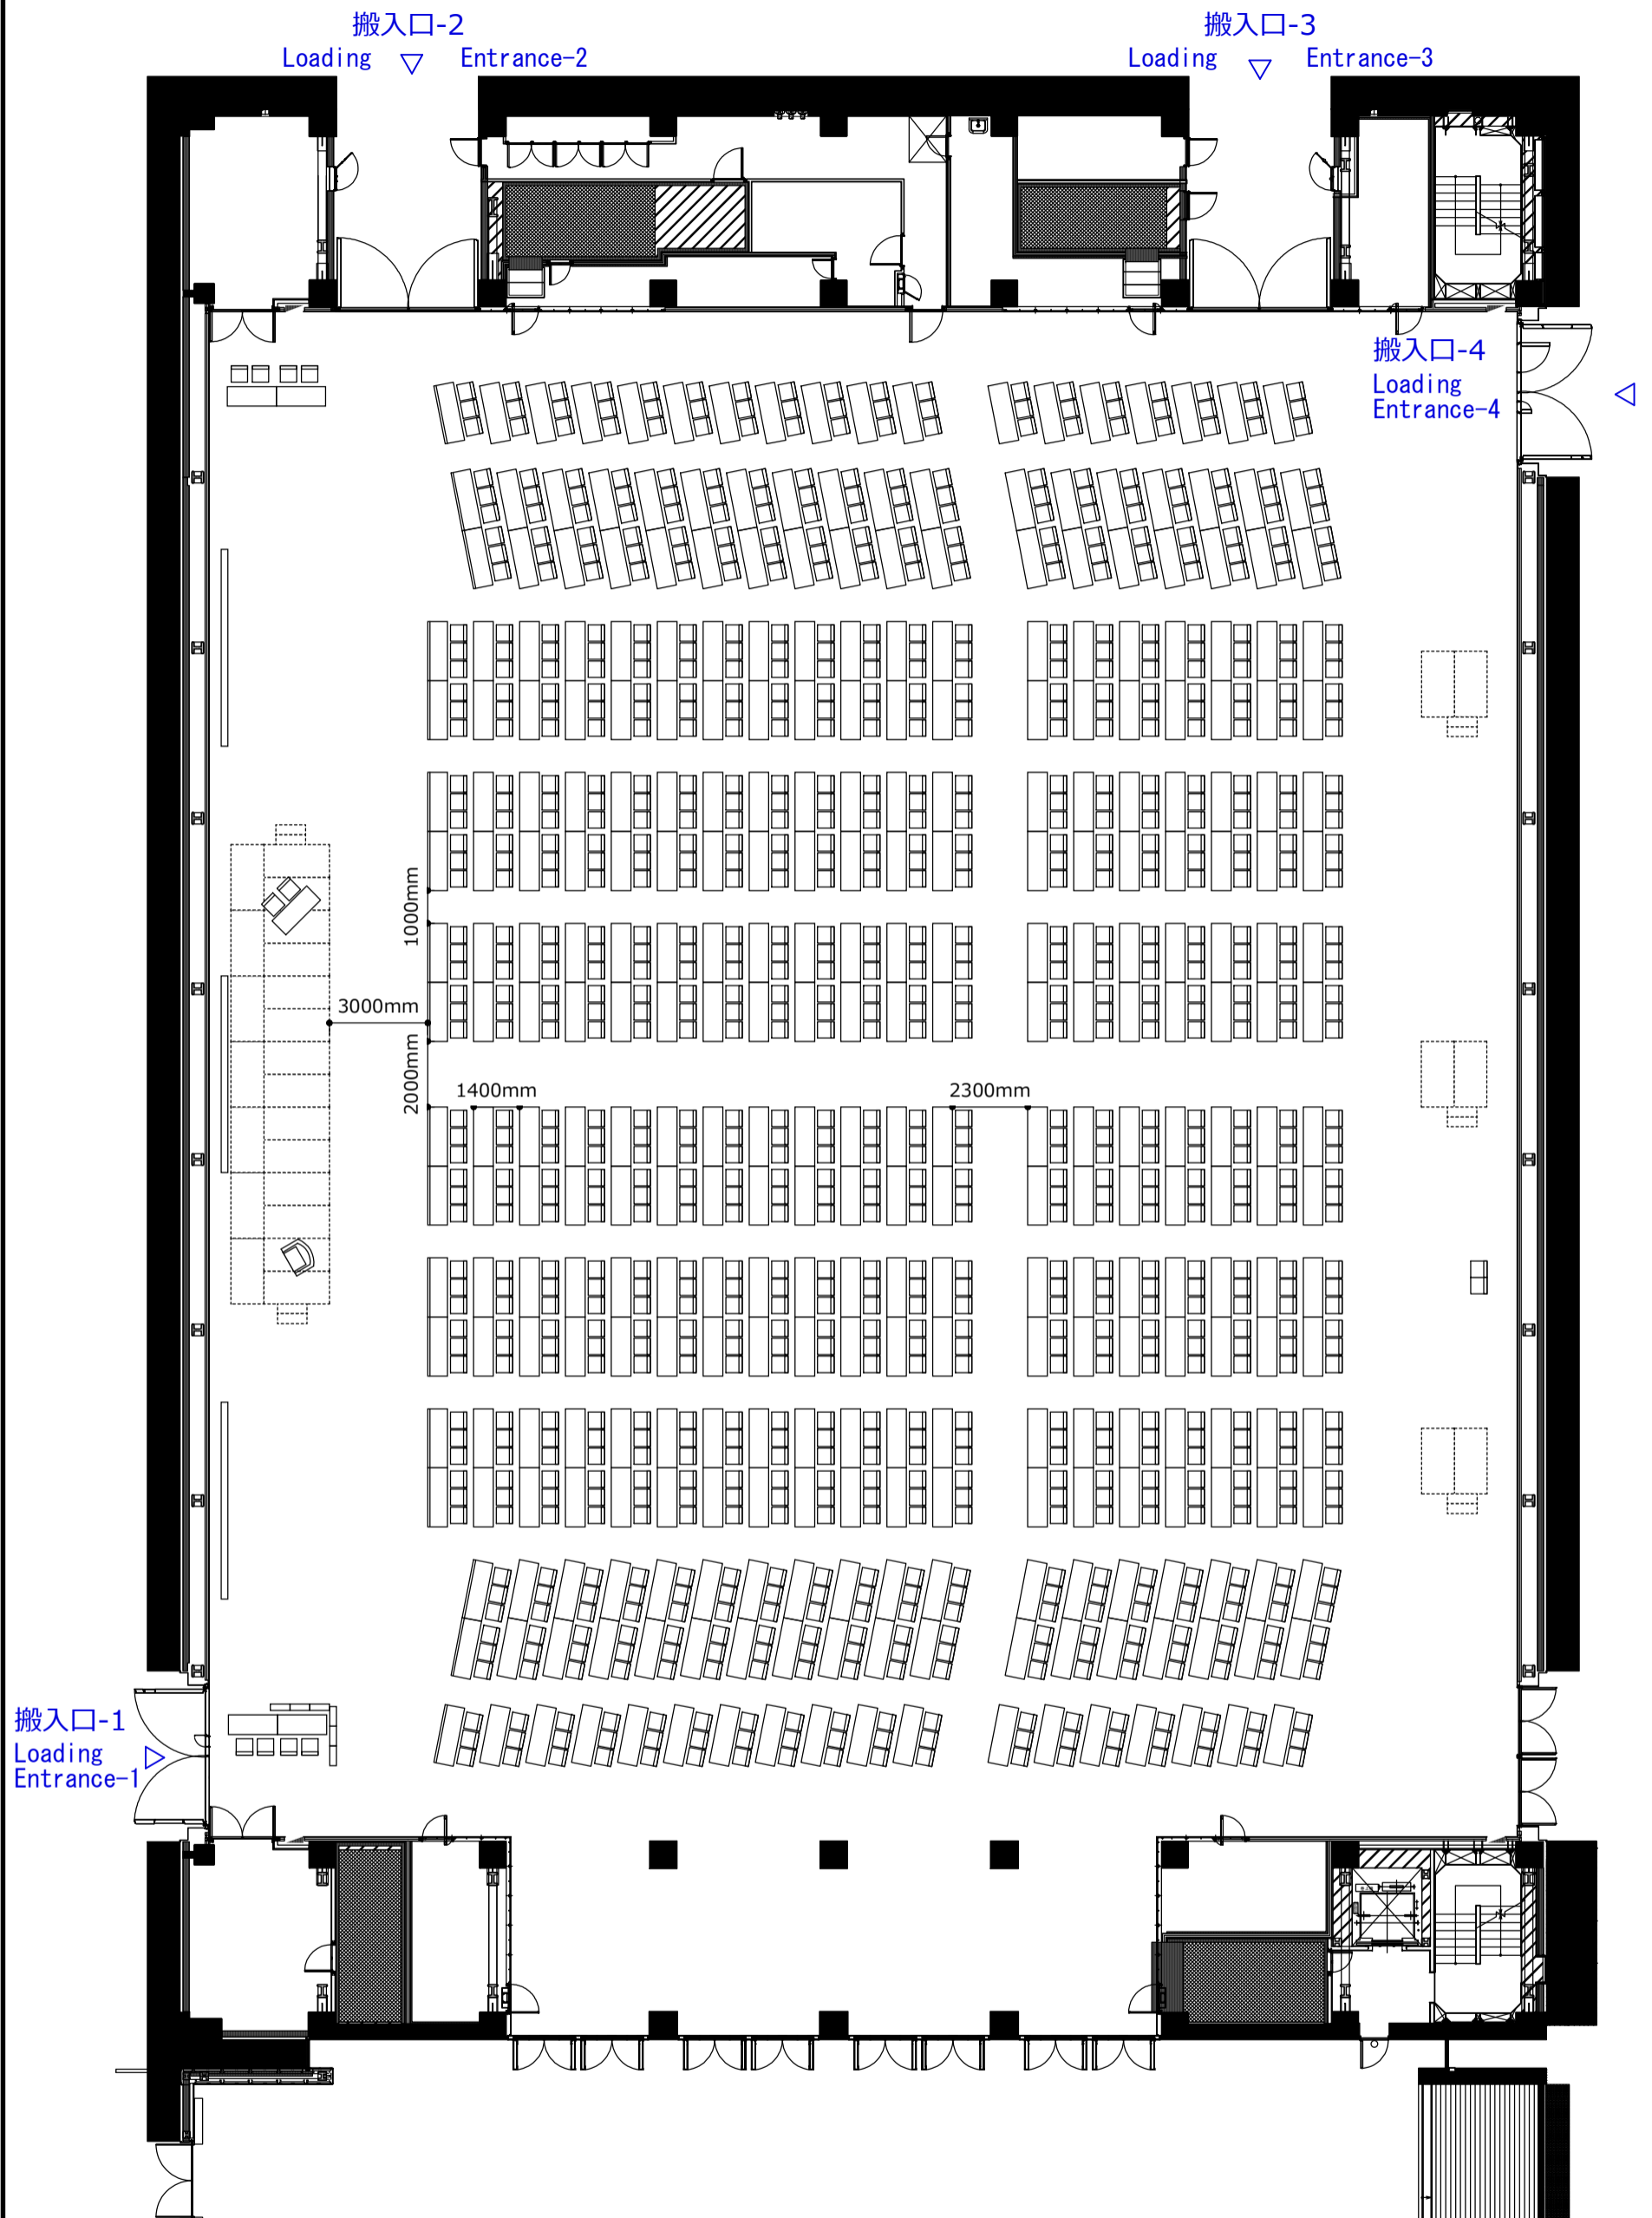 搬入口-2
Loading Entrance-2
搬入口-3
Loading Entrance-3
搬入口-4
Loading
Entrance-4
1000mm
3000mm
2000mm
1400mm
2300mm
搬入口-1
Loading
Entrance-1